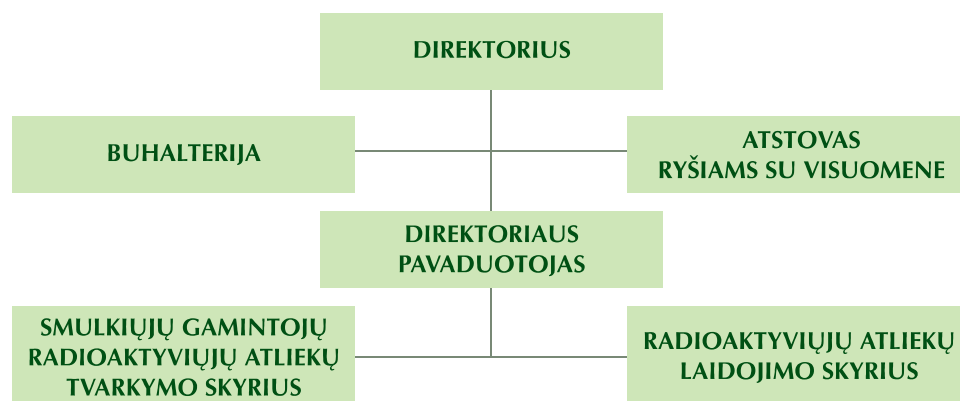 DIREKTORIUS
BUHALTERIJA
ATSTOVAS
RYŠIAMS SU VISUOMENE
DIREKTORIAUS
PAVADUOTOJAS
SMULKIŲJŲ GAMINTOJŲ
RADIOAKTYVIŲJŲ ATLIEKŲ
TVARKYMO SKYRIUS
RADIOAKTYVIŲJŲ ATLIEKŲ
LAIDOJIMO SKYRIUS